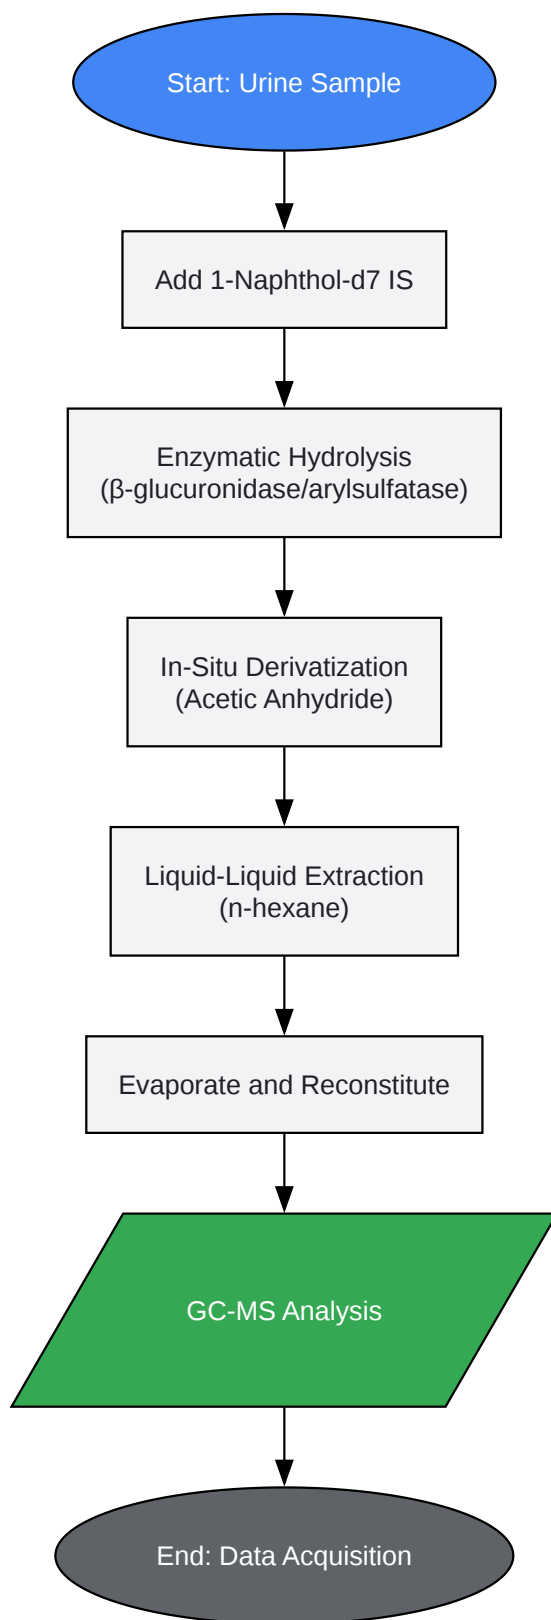 Start: Urine Sample
Add 1-Naphthol-d7 IS
Enzymatic Hydrolysis
(β-glucuronidase/arylsulfatase)
In-Situ Derivatization
(Acetic Anhydride)
Liquid-Liquid Extraction
(n-hexane)
Evaporate and Reconstitute
GC-MS Analysis
End: Data Acquisition